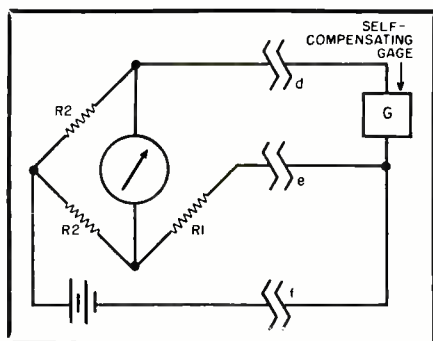 SELF-
COMPENSATING
GAGE
d
R2
G
e
R2
R1
f